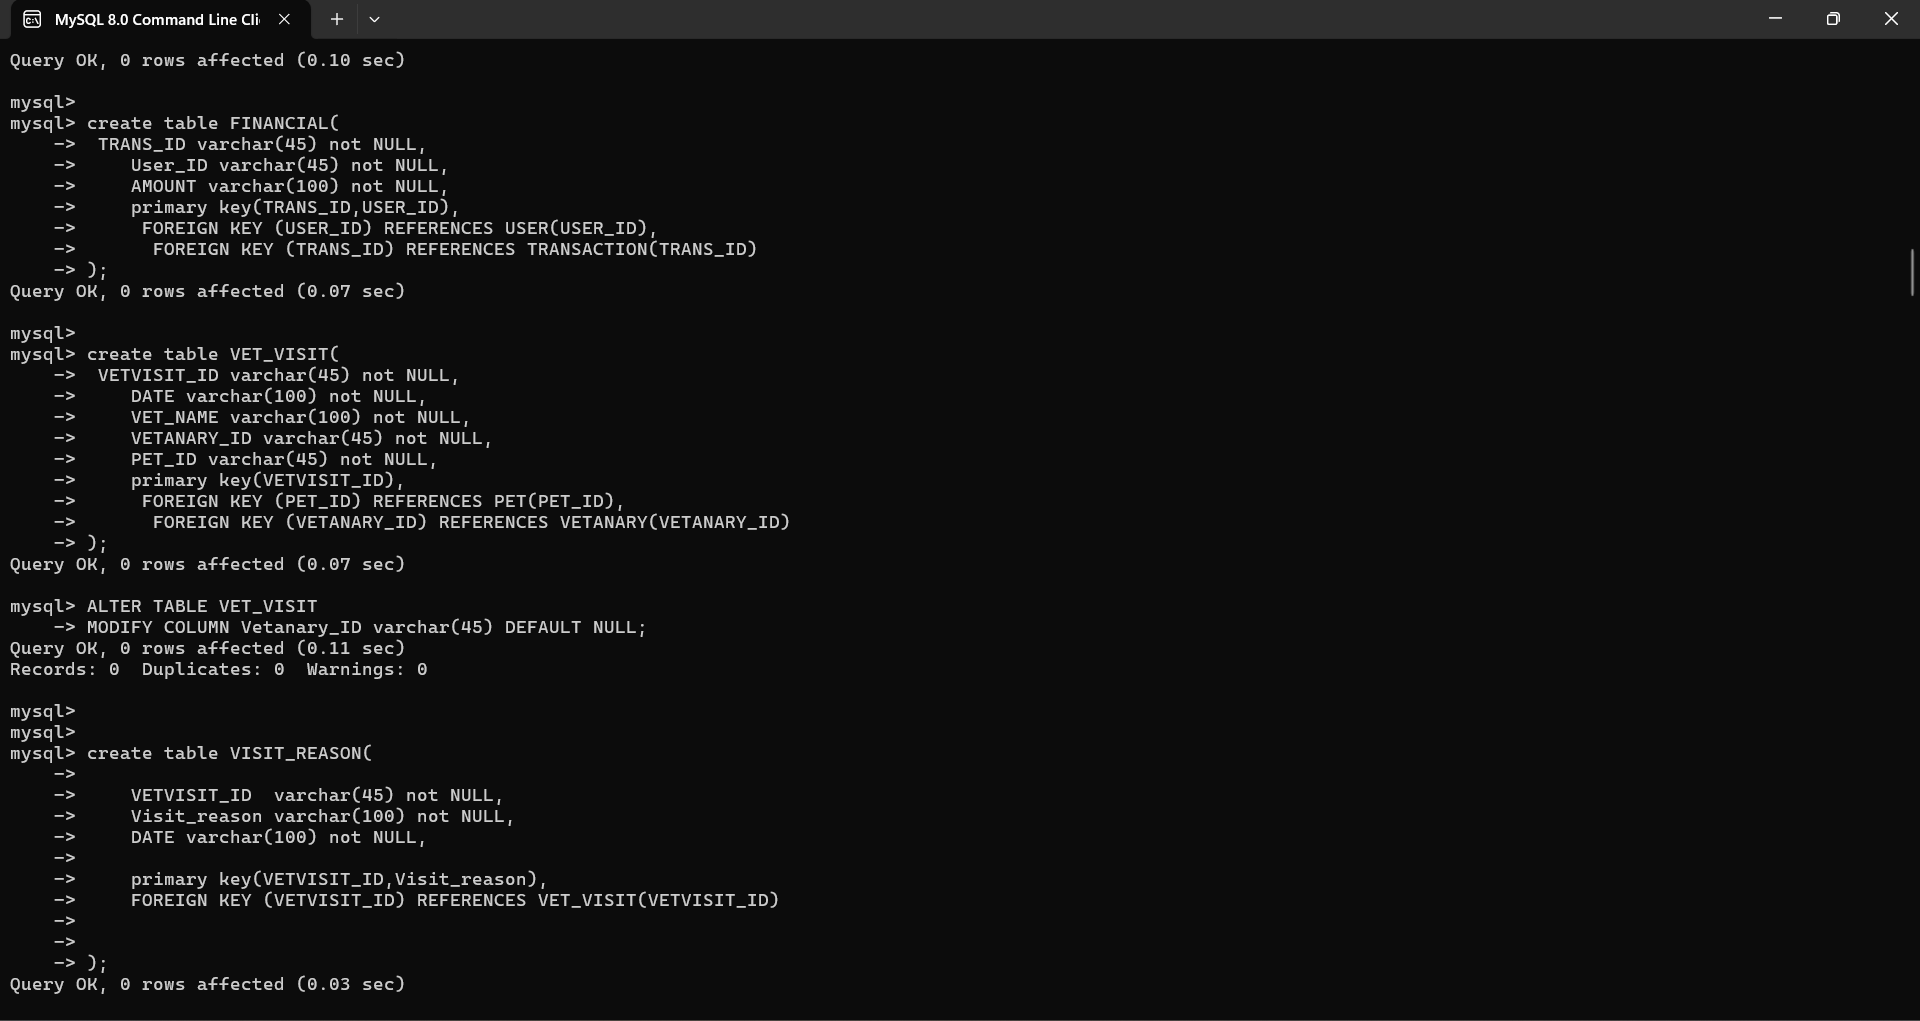 MySQL 8.0 Command Line Cli
Query OK, 0 rows affected (0.10 sec)
mysql>
mysql> create table FINANCIAL(
    ->  TRANS_ID varchar(45) not NULL,
    ->     User_ID varchar(45) not NULL,
    ->     AMOUNT varchar(100) not NULL,
    ->     primary key(TRANS_ID,USER_ID),
    ->      FOREIGN KEY (USER_ID) REFERENCES USER(USER_ID),
    ->       FOREIGN KEY (TRANS_ID) REFERENCES TRANSACTION(TRANS_ID)
    -> );
Query OK, 0 rows affected (0.07 sec)
mysql>
mysql> create table VET_VISIT(
    ->  VETVISIT_ID varchar(45) not NULL,
    ->     DATE varchar(100) not NULL,
    ->     VET_NAME varchar(100) not NULL,
    ->     VETANARY_ID varchar(45) not NULL,
    ->     PET_ID varchar(45) not NULL,
    ->     primary key(VETVISIT_ID),
    ->      FOREIGN KEY (PET_ID) REFERENCES PET(PET_ID),
    ->       FOREIGN KEY (VETANARY_ID) REFERENCES VETANARY(VETANARY_ID)
    -> );
Query OK, 0 rows affected (0.07 sec)
mysql> ALTER TABLE VET_VISIT
    -> MODIFY COLUMN Vetanary_ID varchar(45) DEFAULT NULL;
Query OK, 0 rows affected (0.11 sec)
Records: 0  Duplicates: 0  Warnings: 0
mysql>
mysql>
mysql> create table VISIT_REASON(
    ->
    ->     VETVISIT_ID  varchar(45) not NULL,
    ->     Visit_reason varchar(100) not NULL,
    ->     DATE varchar(100) not NULL,
    ->
    ->     primary key(VETVISIT_ID,Visit_reason),
    ->     FOREIGN KEY (VETVISIT_ID) REFERENCES VET_VISIT(VETVISIT_ID)
    ->
    ->
    -> );
Query OK, 0 rows affected (0.03 sec)